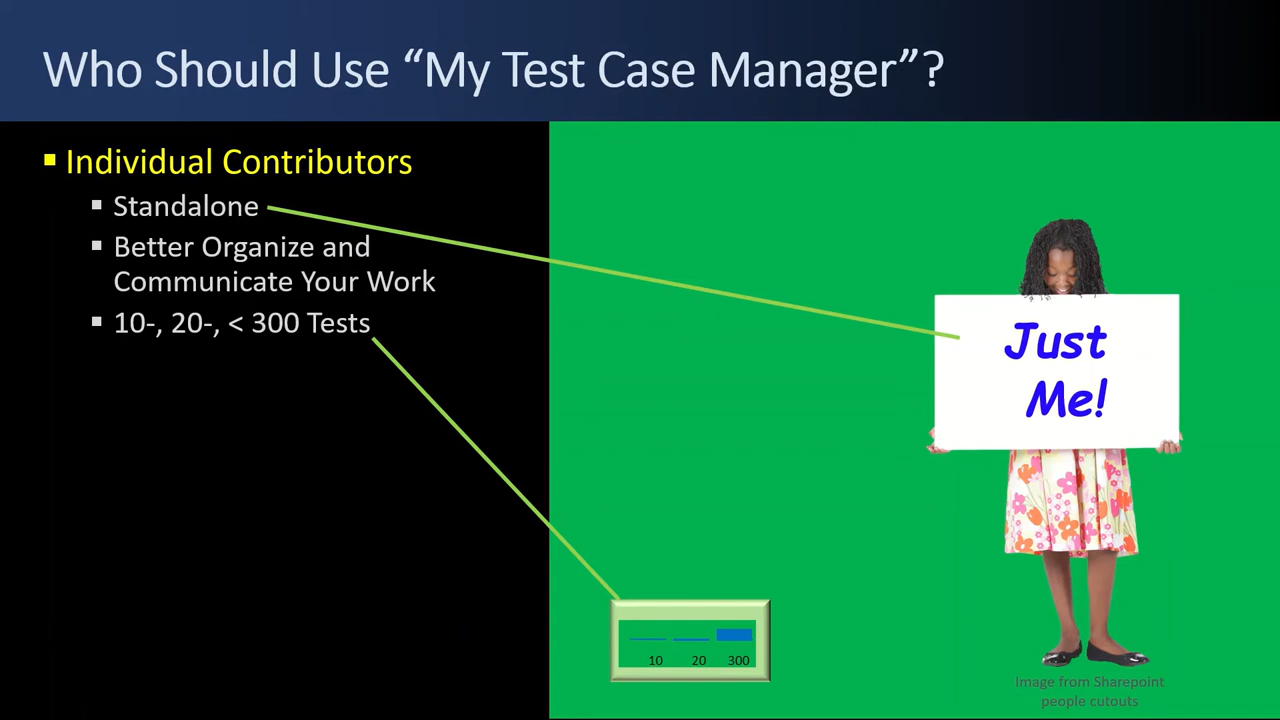 Who Should Use “My Test Case Manager”?
Individual Contributors
Standalone
Better Organize and
Communicate Your Work
10-, 20-, < 300 Tests
Just
Me!
10 20 300
Image from Sharepoint
people cutouts